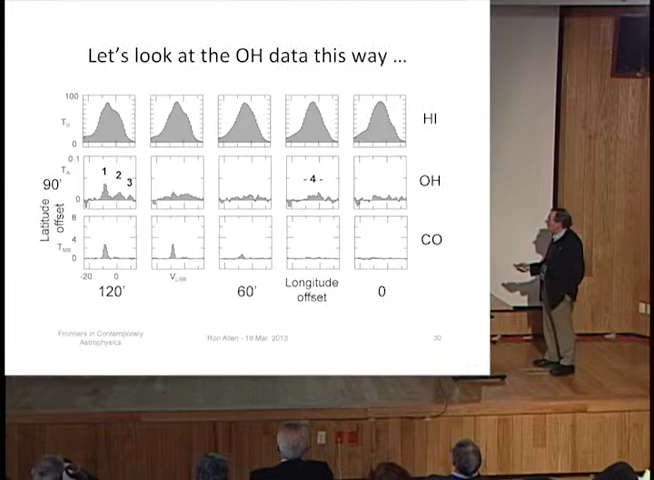 Let's look at the OH data this way ...
100
T_B
0
HI
0.1
T_A
0
1
2
3
- 4 -
OH
90'
Latitude
offset
8
4
T_MB
0
CO
-20
0
V_LSR
120'
60'
Longitude
offset
0
Frontiers in Contemporary
Astrophysics
Ron Allen - 18 Mar, 2013
30